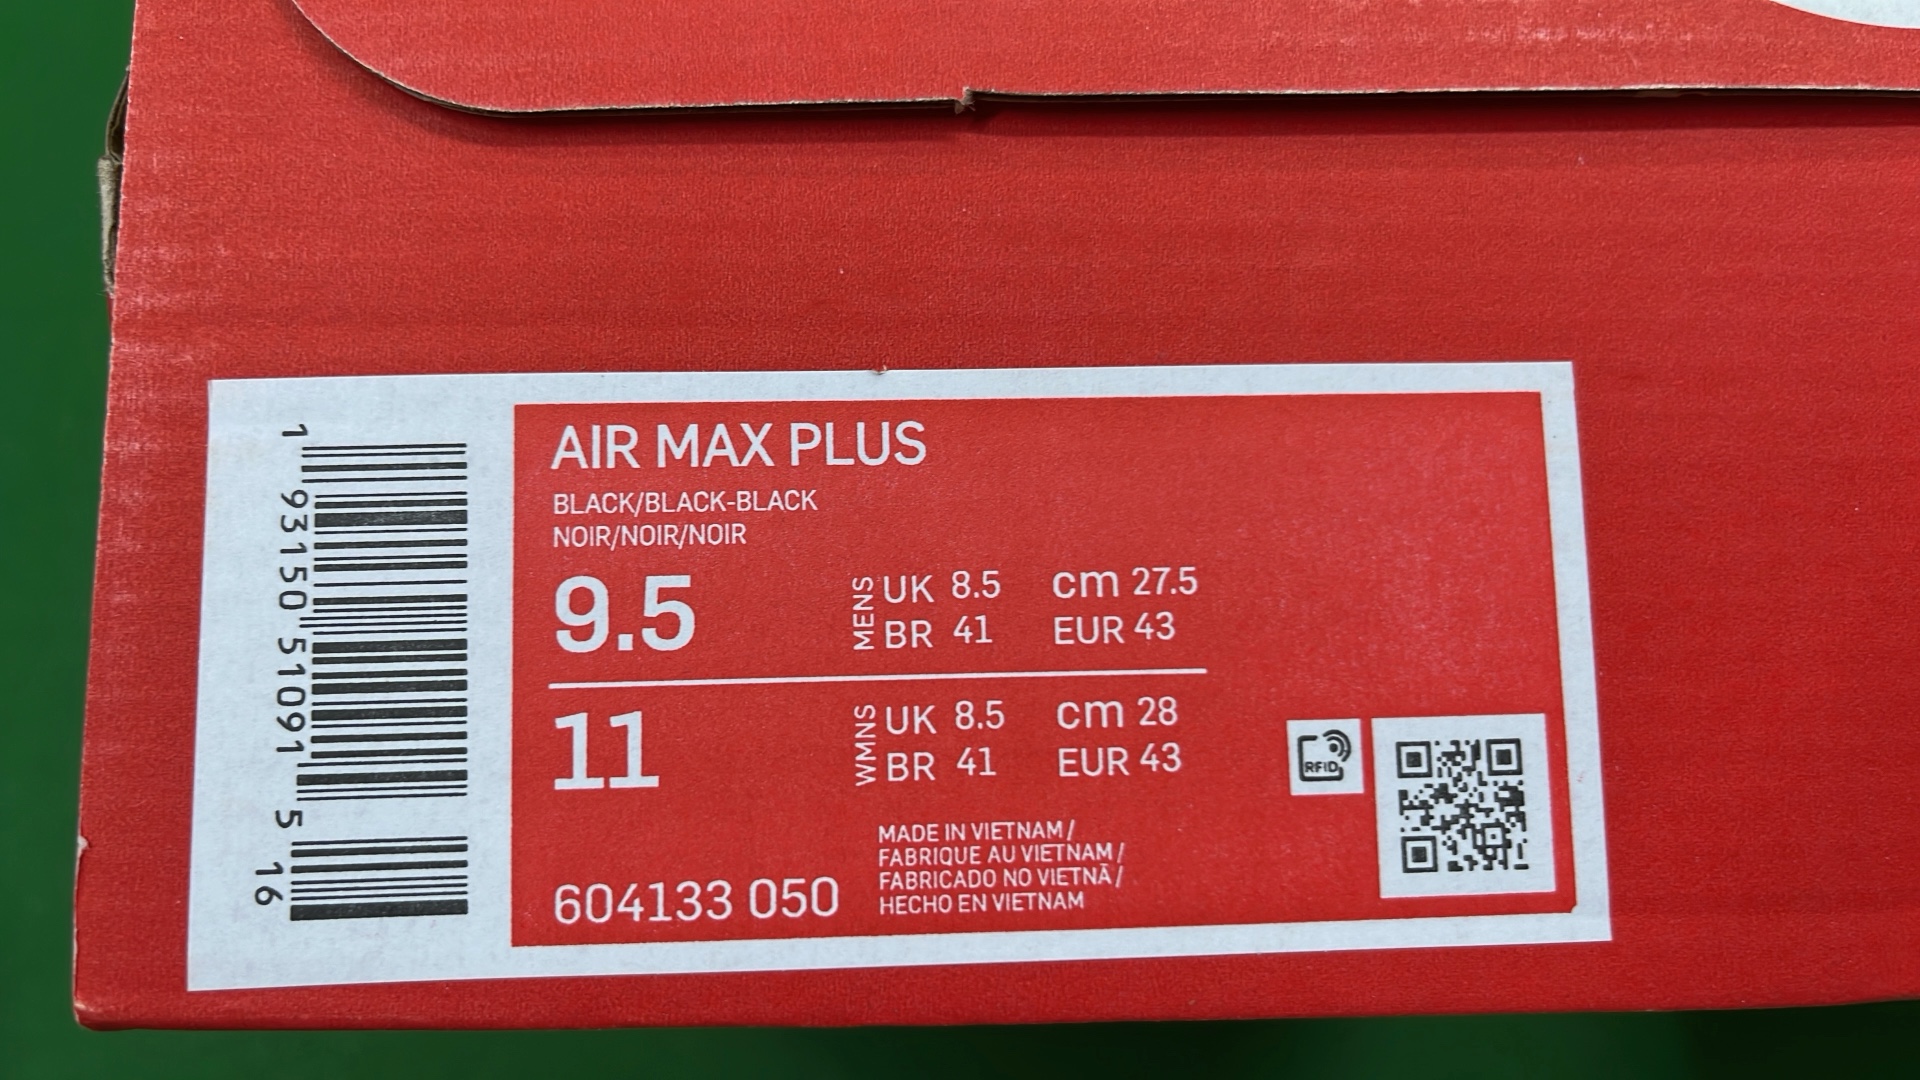 1 93150 51091 5 16
AIR MAX PLUS
BLACK/BLACK-BLACK
NOIR/NOIR/NOIR
9.5
MENS
UK 8.5 cm 27.5
BR 41 EUR 43
11
WMNS
UK 8.5 cm 28
BR 41 EUR 43
604133 050
MADE IN VIETNAM/
FABRIQUE AU VIETNAM/
FABRICADO NO VIETNÃ/
HECHO EN VIETNAM
RFID